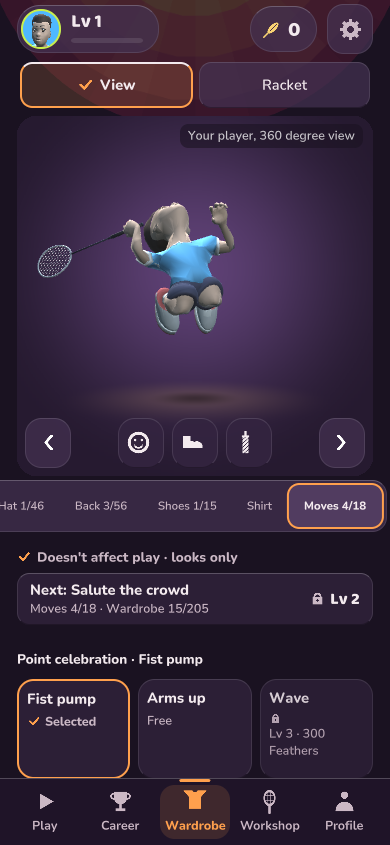 Lv 1
0
View
Racket
Your player, 360 degree view
Hat 1/46
Back 3/56
Shoes 1/15
Shirt
Moves 4/18
Doesn't affect play · looks only
Next: Salute the crowd
Moves 4/18 · Wardrobe 15/205
Lv 2
Point celebration · Fist pump
Fist pump
Selected
Arms up
Free
Wave
Lv 3 · 300
Feathers
Play
Career
Wardrobe
Workshop
Profile